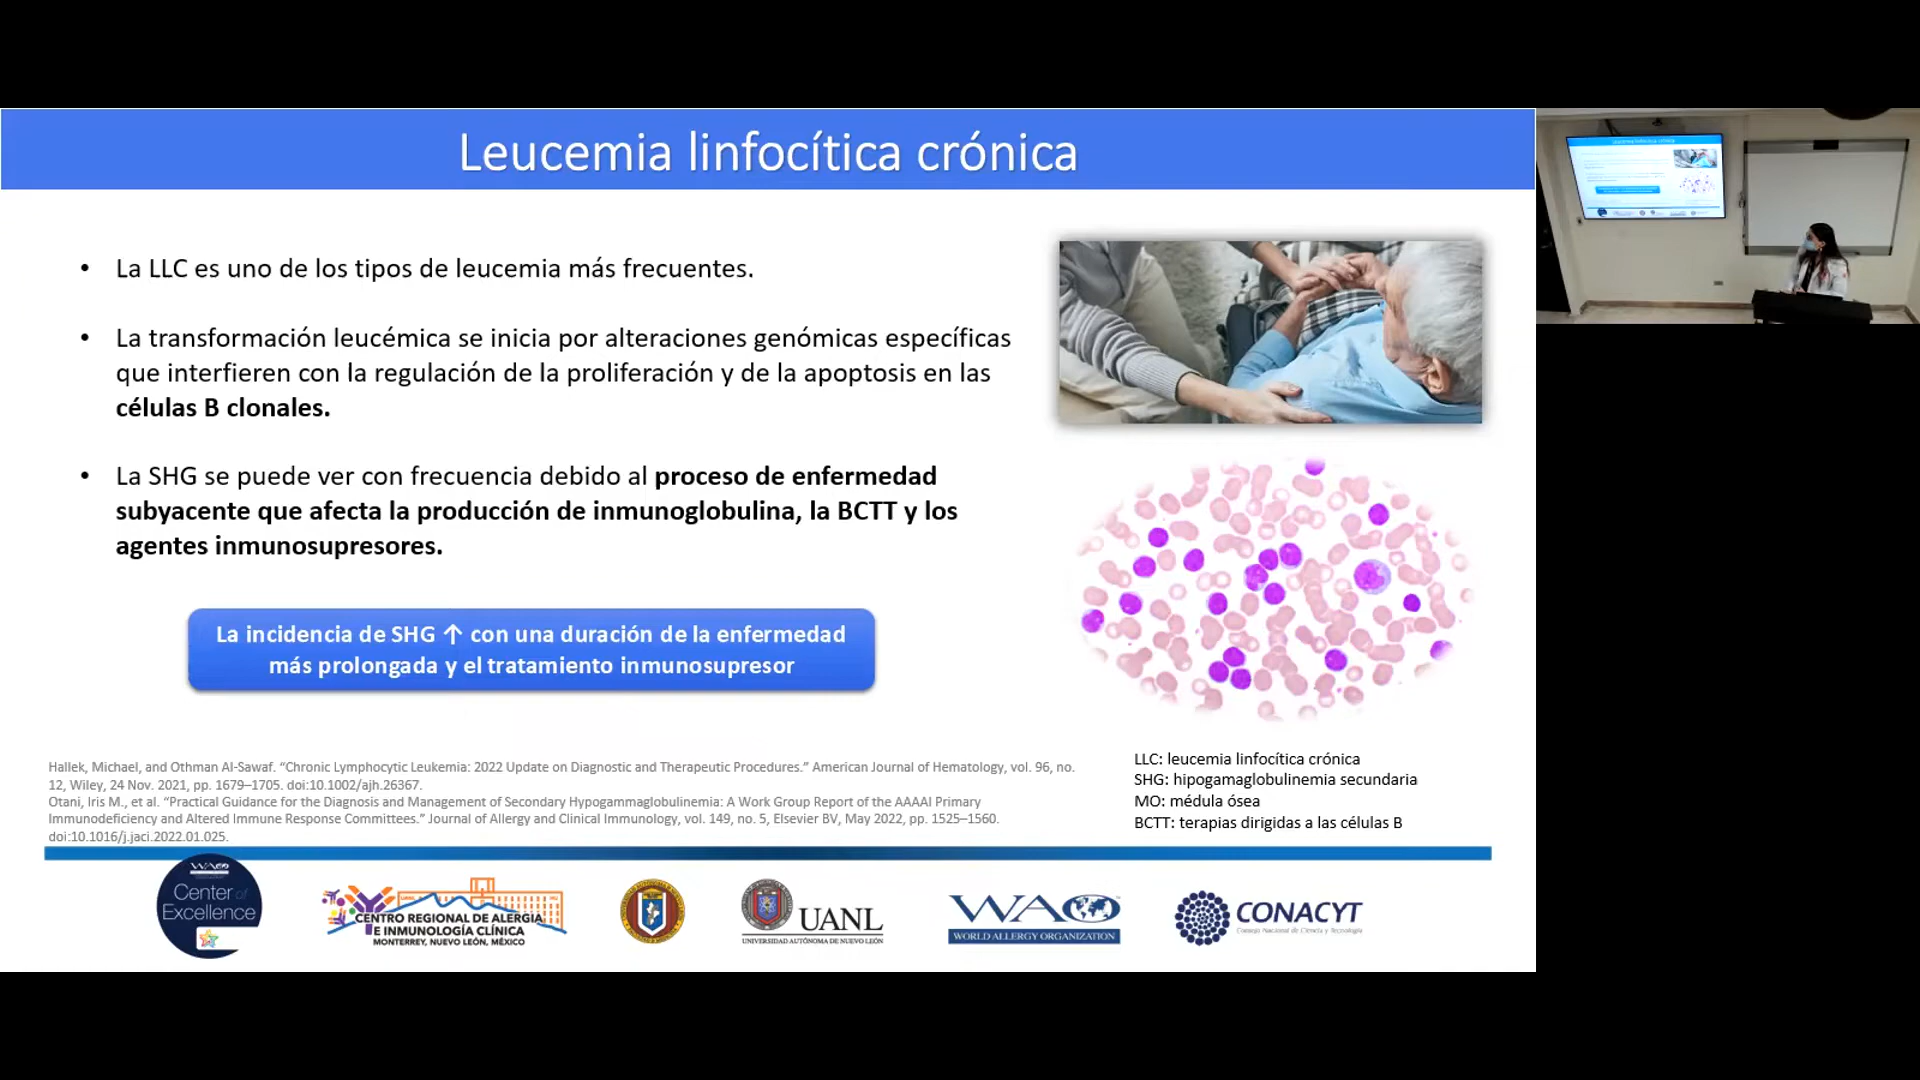 Leucemia linfocítica crónica
• La LLC es uno de los tipos de leucemia más frecuentes.
• La transformación leucémica se inicia por alteraciones genómicas específicas
que interfieren con la regulación de la proliferación y de la apoptosis en las
células B clonales.
• La SHG se puede ver con frecuencia debido al proceso de enfermedad
subyacente que afecta la producción de inmunoglobulina, la BCTT y los
agentes inmunosupresores.
La incidencia de SHG ↑ con una duración de la enfermedad
más prolongada y el tratamiento inmunosupresor
Hallek, Michael, and Othman Al-Sawaf. “Chronic Lymphocytic Leukemia: 2022 Update on Diagnostic and Therapeutic Procedures.” American Journal of Hematology, vol. 96, no.
12, Wiley, 24 Nov. 2021, pp. 1679–1705. doi:10.1002/ajh.26367.
Otani, Iris M., et al. “Practical Guidance for the Diagnosis and Management of Secondary Hypogammaglobulinemia: A Work Group Report of the AAAAI Primary
Immunodeficiency and Altered Immune Response Committees.” Journal of Allergy and Clinical Immunology, vol. 149, no. 5, Elsevier BV, May 2022, pp. 1525–1560.
doi:10.1016/j.jaci.2022.01.025.
LLC: leucemia linfocítica crónica
SHG: hipogamaglobulinemia secundaria
MO: médula ósea
BCTT: terapias dirigidas a las células B
WAO
Center of
Excellence
CENTRO REGIONAL DE ALERGIA
E INMUNOLOGÍA CLÍNICA
MONTERREY, NUEVO LEÓN, MÉXICO
UANL
UNIVERSIDAD AUTÓNOMA DE NUEVO LEÓN
WAO
WORLD ALLERGY ORGANIZATION
CONACYT
Consejo Nacional de Ciencia y Tecnología